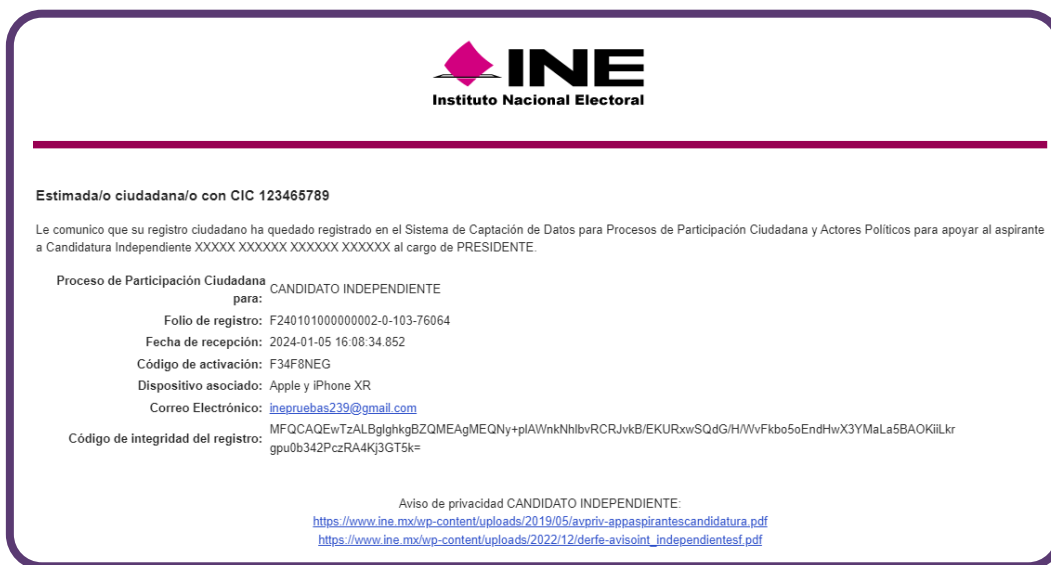 INE
Instituto Nacional Electoral
Estimada/o ciudadana/o con CIC 123465789
Le comunico que su registro ciudadano ha quedado registrado en el Sistema de Captación de Datos para Procesos de Participación Ciudadana y Actores Políticos para apoyar al aspirante
a Candidatura Independiente XXXXX XXXXXX XXXXXX XXXXXX al cargo de PRESIDENTE.
Proceso de Participación Ciudadana para: CANDIDATO INDEPENDIENTE
Folio de registro: F240101000000002-0-103-76064
Fecha de recepción: 2024-01-05 16:08:34.852
Código de activación: F34F8NEG
Dispositivo asociado: Apple y iPhone XR
Correo Electrónico: inepruebas239@gmail.com
Código de integridad del registro: MFQCAQEwTzALBglghkgBZQMEAgMEQNy+plAWnkNhlbvRCRJvkB/EKURxwSQdG/H/WvFkbo5oEndHwX3YMaLa5BAOKiiLkr
gpu0b342PczRA4Kj3GT5k=
Aviso de privacidad CANDIDATO INDEPENDIENTE:
https://www.ine.mx/wp-content/uploads/2019/05/avpriv-appaspirantescandidatura.pdf
https://www.ine.mx/wp-content/uploads/2022/12/derfe-avisoint_independientesf.pdf